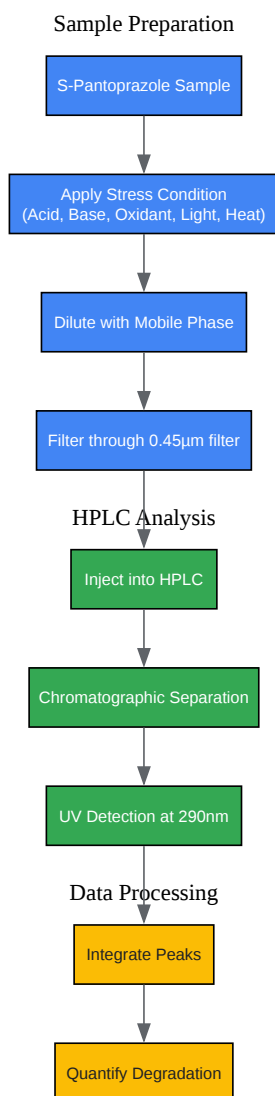 Sample Preparation
S-Pantoprazole Sample
Apply Stress Condition
(Acid, Base, Oxidant, Light, Heat)
Dilute with Mobile Phase
Filter through 0.45µm filter
HPLC Analysis
Inject into HPLC
Chromatographic Separation
UV Detection at 290nm
Data Processing
Integrate Peaks
Quantify Degradation